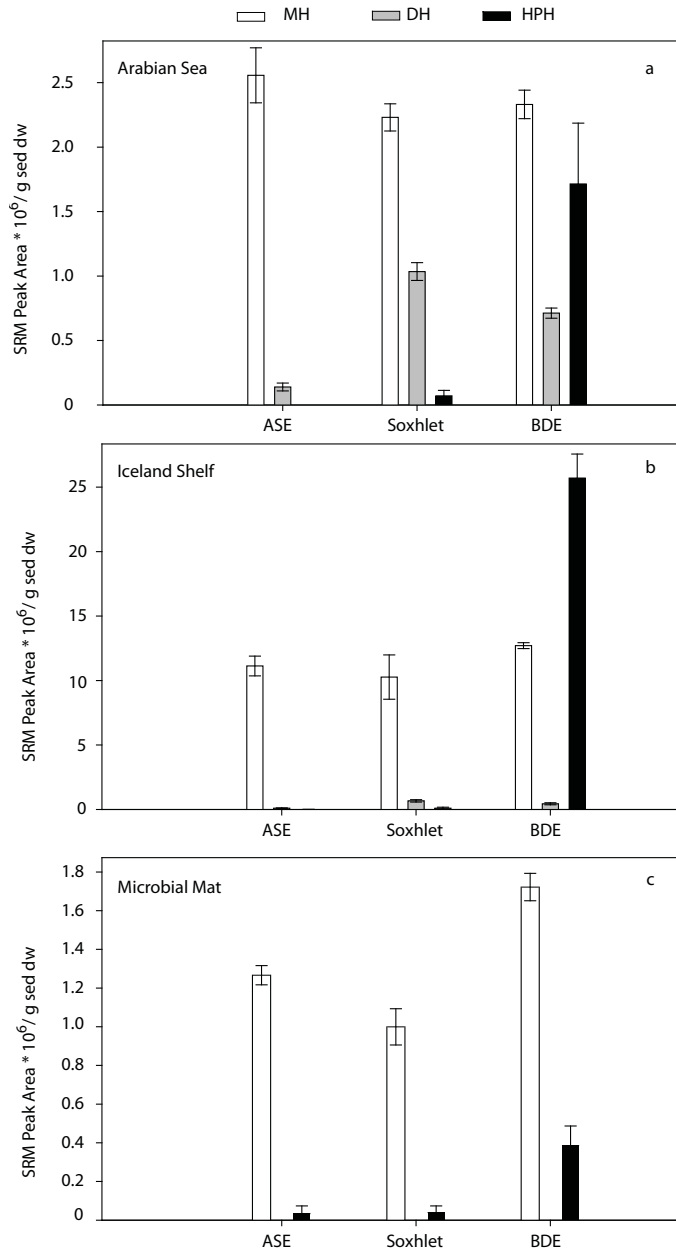 MH DH HPH
Arabian Sea a
2.5
2.0
1.5
1.0
0.5
0
SRM Peak Area * 10⁶/ g sed dw
ASE Soxhlet BDE
Iceland Shelf b
25
20
15
10
5
0
SRM Peak Area * 10⁶/ g sed dw
ASE Soxhlet BDE
Microbial Mat c
1.8
1.6
1.4
1.2
1.0
0.8
0.6
0.4
0.2
0
SRM Peak Area * 10⁶/ g sed dw
ASE Soxhlet BDE